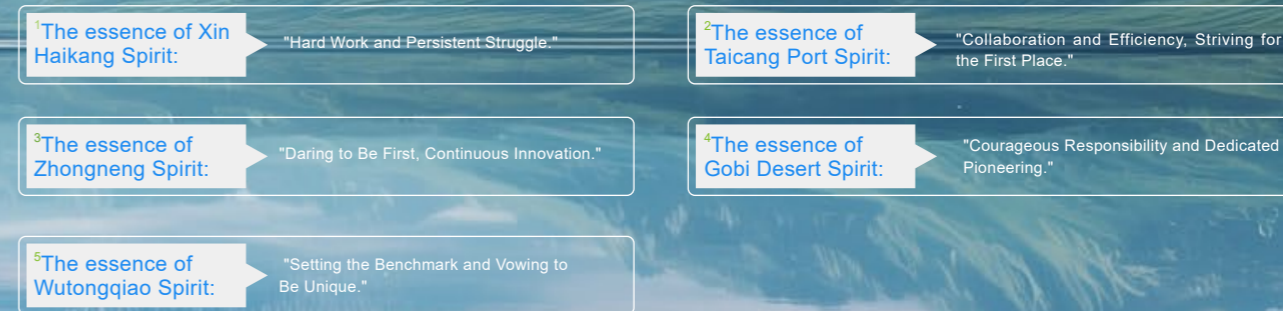 ¹The essence of Xin
Haikang Spirit:
"Hard Work and Persistent Struggle."
²The essence of
Taicang Port Spirit:
"Collaboration and Efficiency, Striving for
the First Place."
³The essence of
Zhongneng Spirit:
"Daring to Be First, Continuous Innovation."
⁴The essence of
Gobi Desert Spirit:
"Courageous Responsibility and Dedicated
Pioneering."
⁵The essence of
Wutongqiao Spirit:
"Setting the Benchmark and Vowing to
Be Unique."